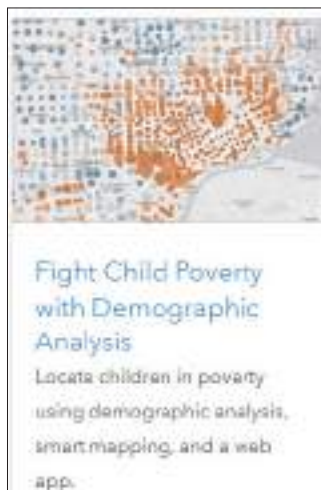 Fight Child Poverty
with Demographic
Analysis
Locate children in poverty
using demographic analysis,
smart mapping, and a web
app.